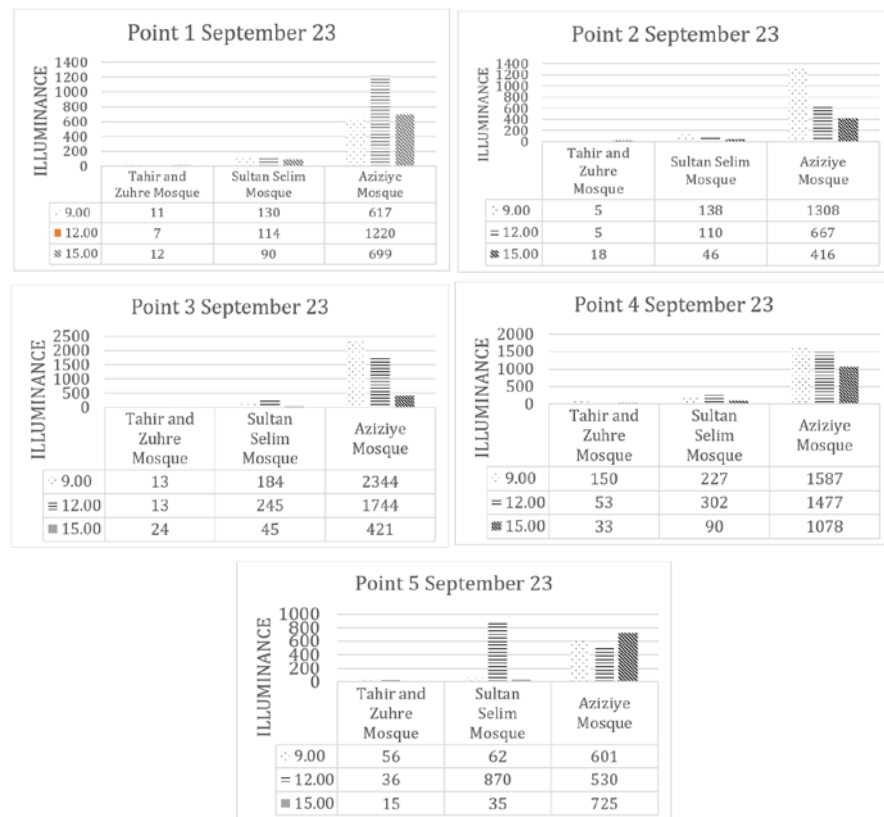 Point 1 September 23
ILLUMINANCE
1400
1200
1000
800
600
400
200
0
Tahir and Zuhre Mosque Sultan Selim Mosque Aziziye Mosque
9.00 11 130 617
12.00 7 114 1220
15.00 12 90 699
Point 2 September 23
ILLUMINANCE
1400
1200
1000
800
600
400
200
0
Tahir and Zuhre Mosque Sultan Selim Mosque Aziziye Mosque
9.00 5 138 1308
12.00 5 110 667
15.00 18 46 416
Point 3 September 23
ILLUMINANCE
2500
2000
1500
1000
500
0
Tahir and Zuhre Mosque Sultan Selim Mosque Aziziye Mosque
9.00 13 184 2344
12.00 13 245 1744
15.00 24 45 421
Point 4 September 23
ILLUMINANCE
2000
1500
1000
500
0
Tahir and Zuhre Mosque Sultan Selim Mosque Aziziye Mosque
9.00 150 227 1587
12.00 53 302 1477
15.00 33 90 1078
Point 5 September 23
ILLUMINANCE
1000
800
600
400
200
0
Tahir and Zuhre Mosque Sultan Selim Mosque Aziziye Mosque
9.00 56 62 601
12.00 36 870 530
15.00 15 35 725